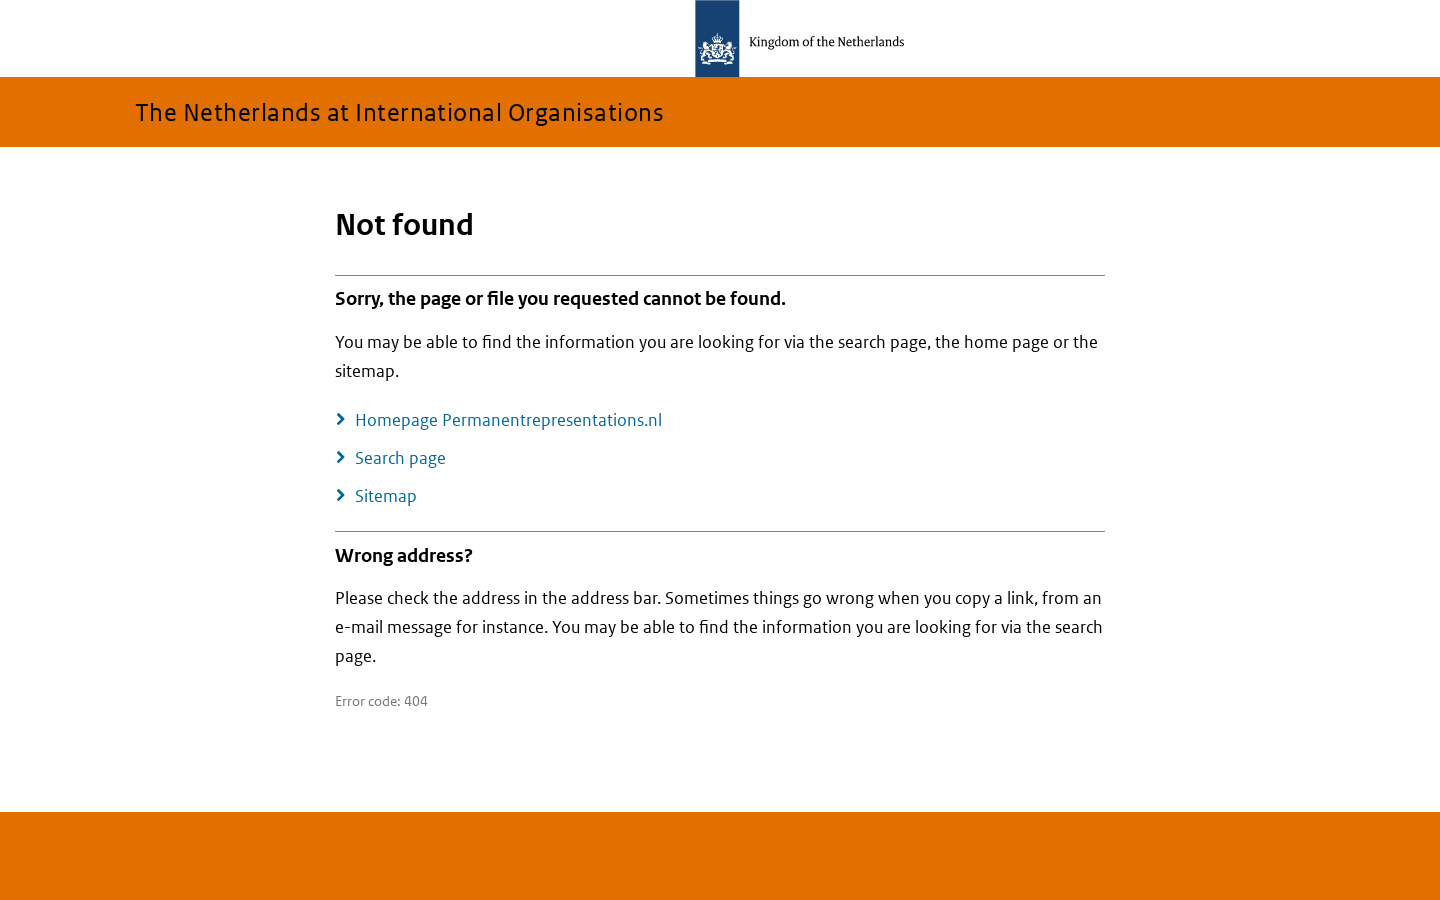 Kingdom of the Netherlands
The Netherlands at International Organisations
Not found
Sorry, the page or file you requested cannot be found.
You may be able to find the information you are looking for via the search page, the home page or the
sitemap.
Homepage Permanentrepresentations.nl
Search page
Sitemap
Wrong address?
Please check the address in the address bar. Sometimes things go wrong when you copy a link, from an
e-mail message for instance. You may be able to find the information you are looking for via the search
page.
Error code: 404